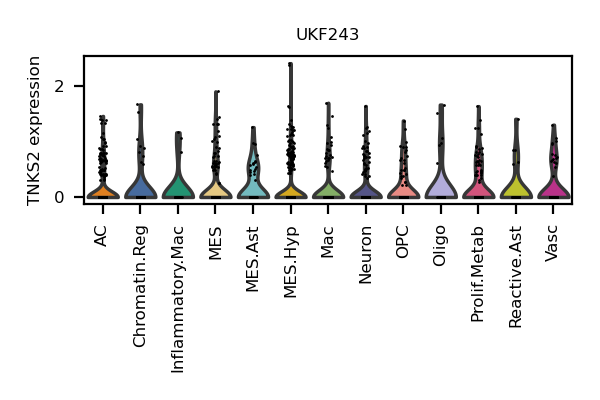 UKF243
TNKS2 expression
2
0
AC
Chromatin.Reg
Inflammatory.Mac
MES
MES.Ast
MES.Hyp
Mac
Neuron
OPC
Oligo
Prolif.Metab
Reactive.Ast
Vasc